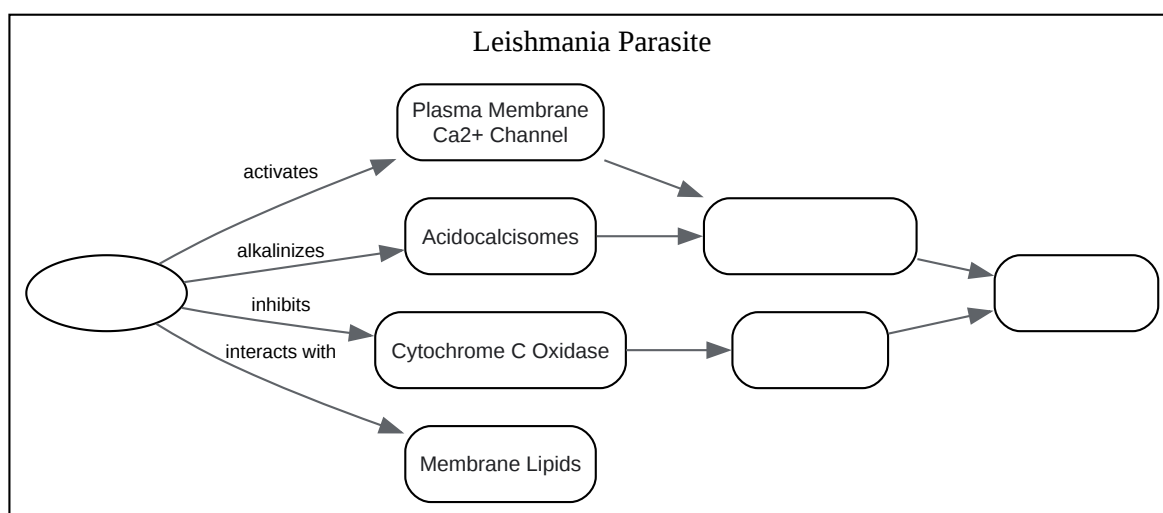 Leishmania Parasite
Plasma Membrane
Ca2+ Channel
activates
Acidocalcisomes
alkalinizes
inhibits
Cytochrome C Oxidase
interacts with
Membrane Lipids